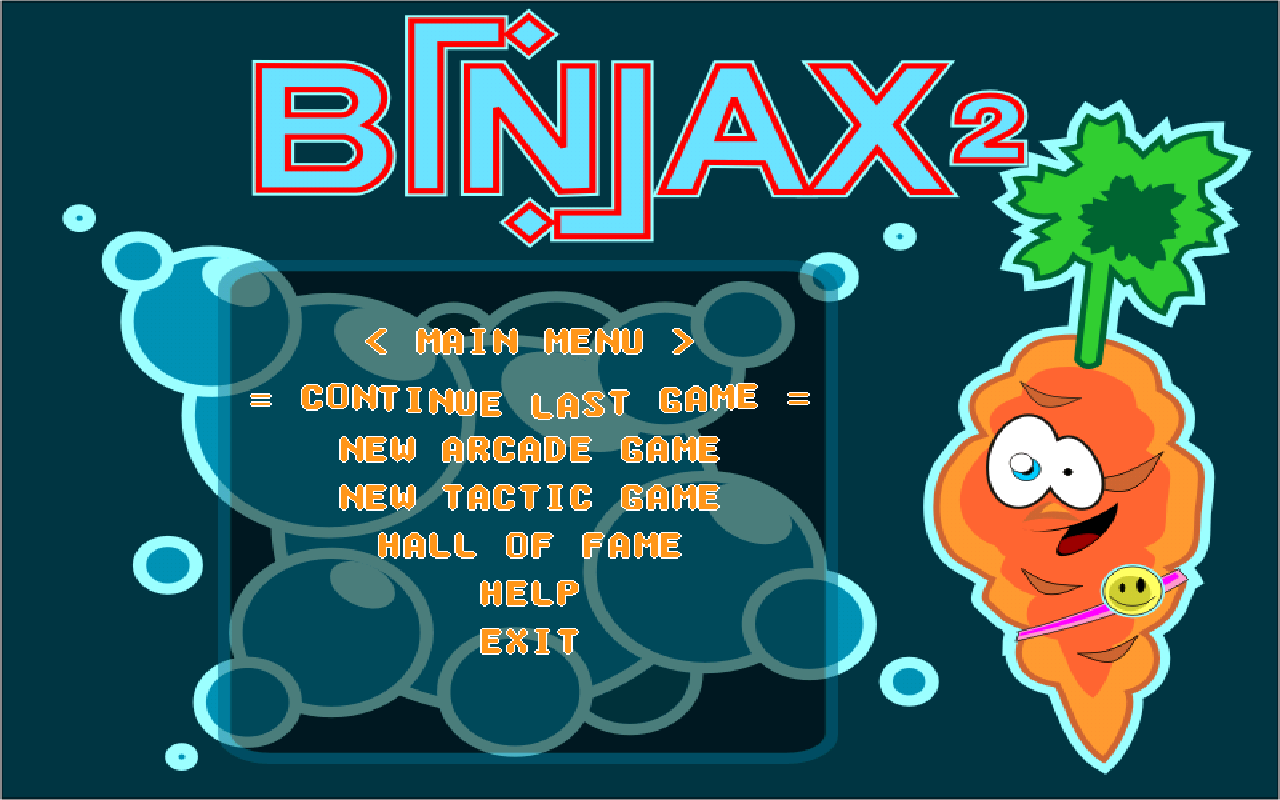 BINJAX 2
< MAIN MENU >
= CONTINUE LAST GAME =
NEW ARCADE GAME
NEW TACTIC GAME
HALL OF FAME
HELP
EXIT